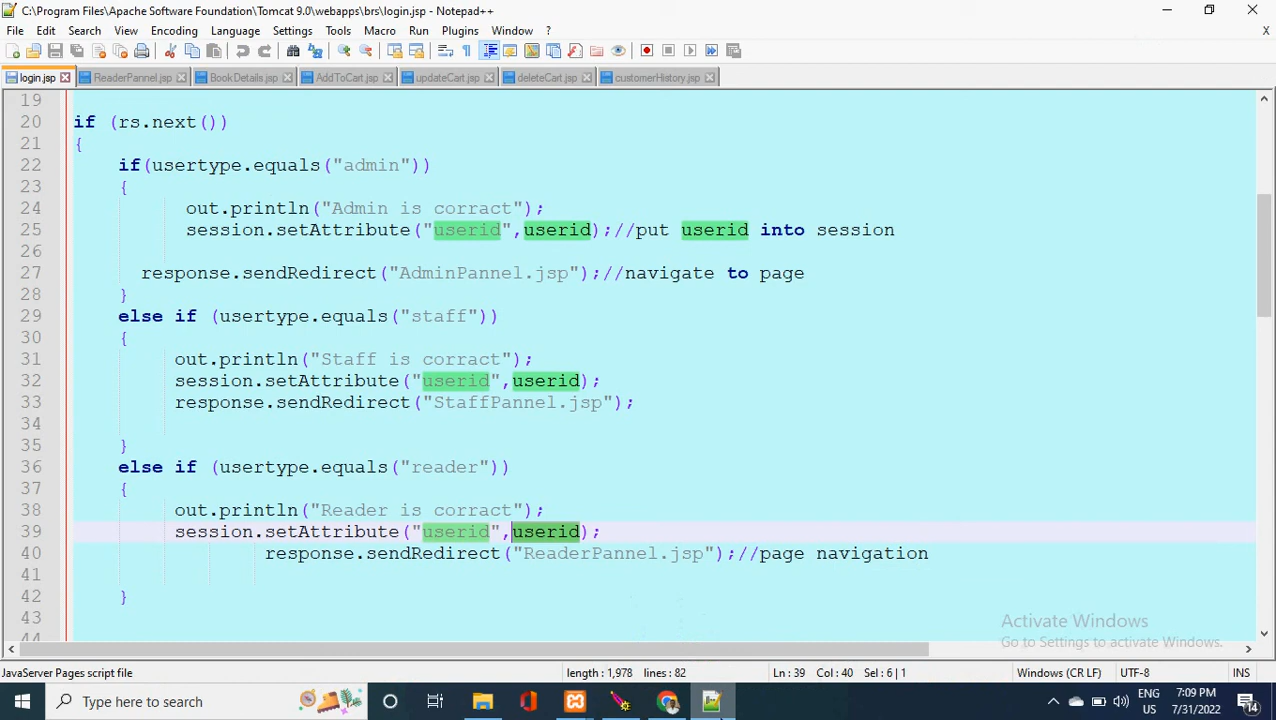 C:\Program Files\Apache Software Foundation\Tomcat 9.0\webapps\brs\login.jsp - Notepad++
File Edit Search View Encoding Language Settings Tools Macro Run Plugins Window ? X
login.jsp ReaderPannel.jsp BookDetails.jsp AddToCart.jsp updateCart.jsp deleteCart.jsp customerHistory.jsp
19
20 if (rs.next())
21 {
22 if(usertype.equals("admin"))
23 {
24 out.println("Admin is corract");
25 session.setAttribute("userid",userid);//put userid into session
26
27 response.sendRedirect("AdminPannel.jsp");//navigate to page
28 }
29 else if (usertype.equals("staff"))
30 {
31 out.println("Staff is corract");
32 session.setAttribute("userid",userid);
33 response.sendRedirect("StaffPannel.jsp");
34
35 }
36 else if (usertype.equals("reader"))
37 {
38 out.println("Reader is corract");
39 session.setAttribute("userid",userid);
40 response.sendRedirect("ReaderPannel.jsp");//page navigation
41
42 }
43
44
Activate Windows
Go to Settings to activate Windows.
JavaServer Pages script file length : 1,978 lines : 82 Ln : 39 Col : 40 Sel : 6 | 1 Windows (CR LF) UTF-8 INS
Type here to search
ENG 7:09 PM
US 7/31/2022 14